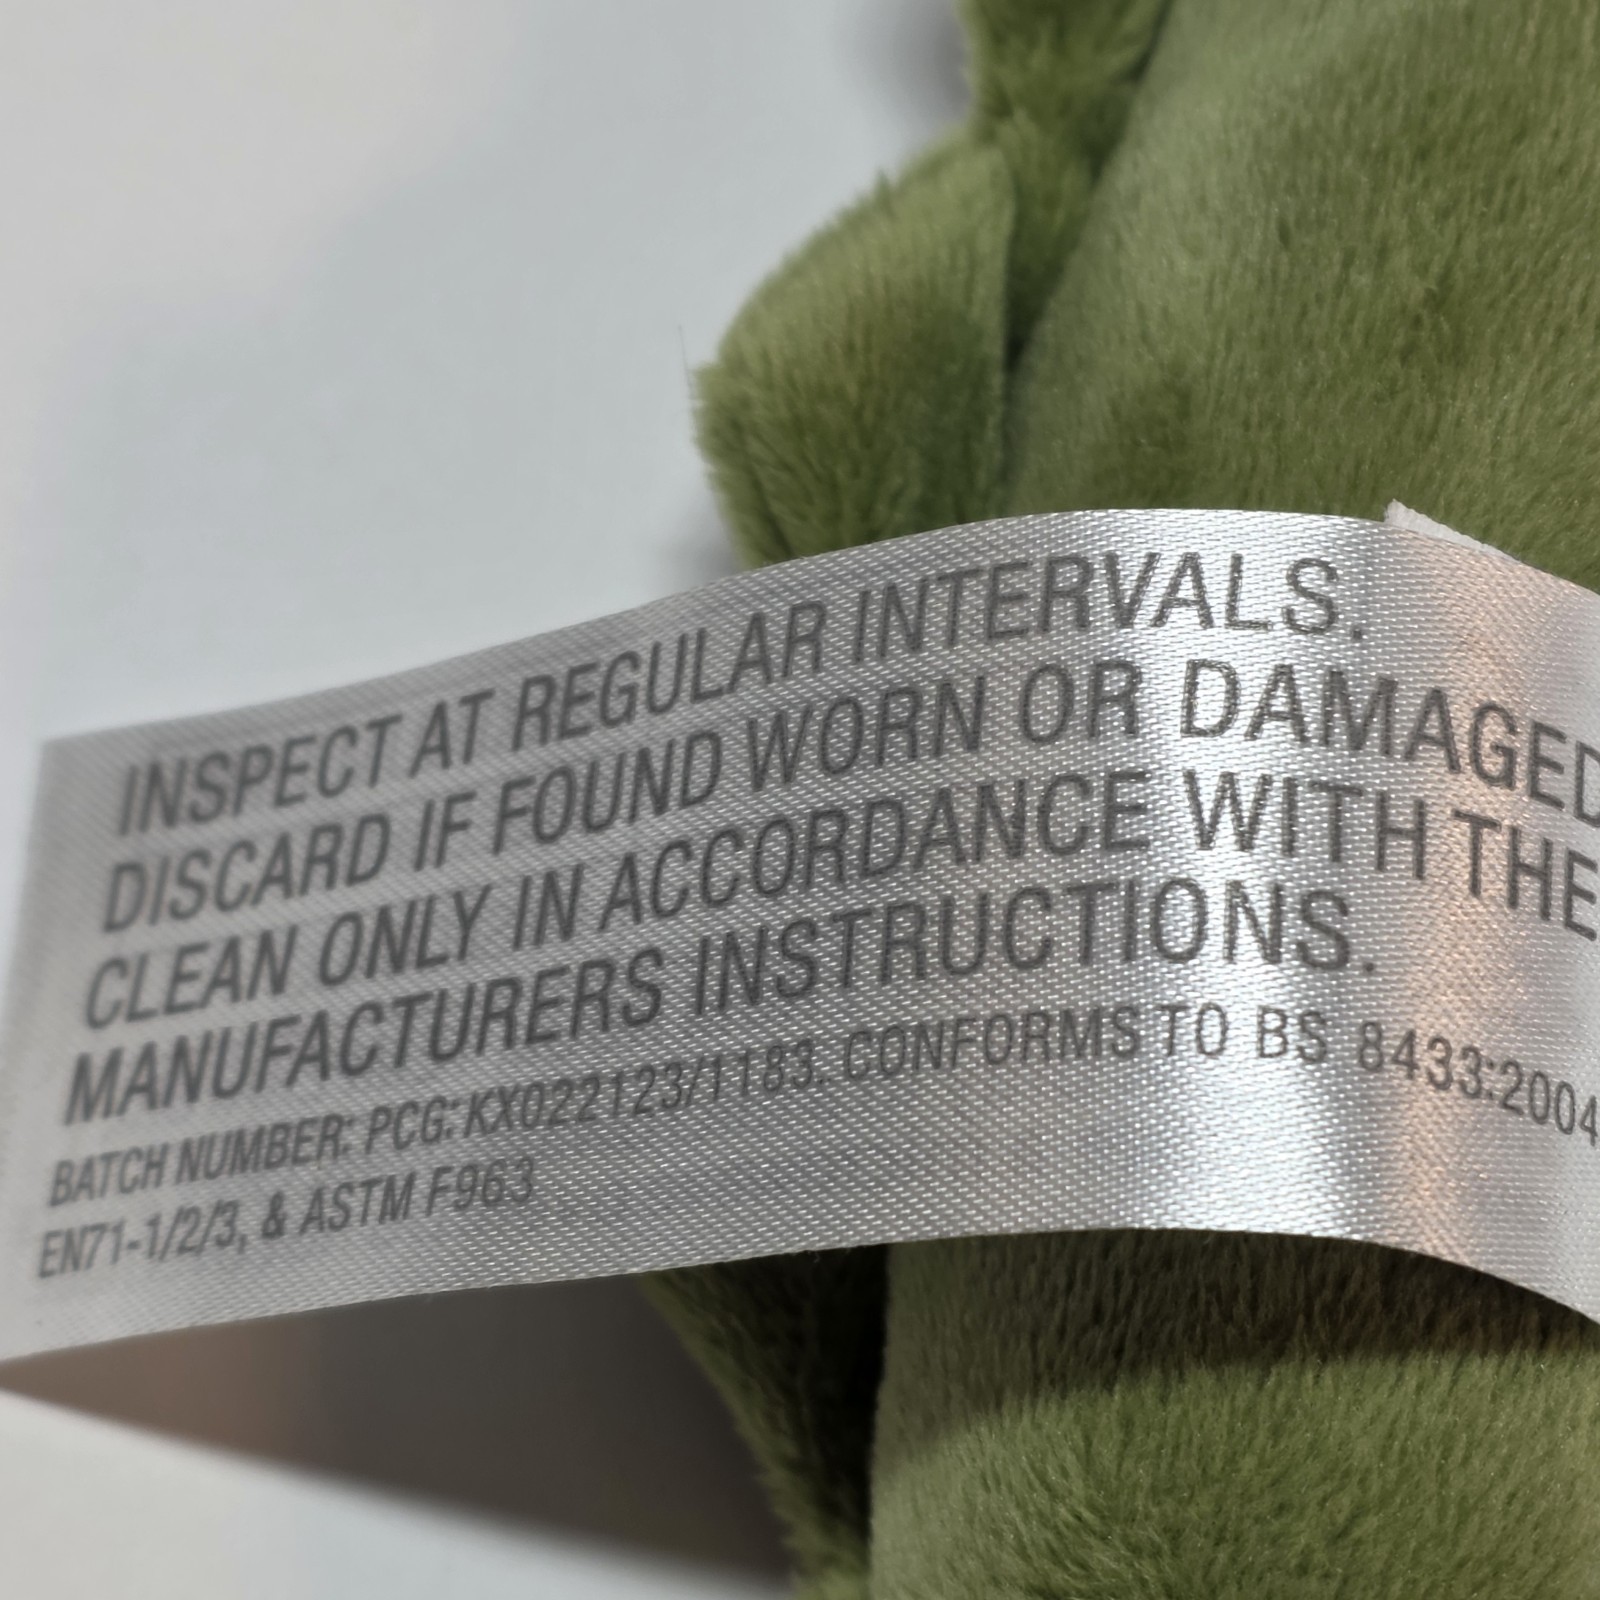 INSPECT AT REGULAR INTERVALS.
DISCARD IF FOUND WORN OR DAMAGED
CLEAN ONLY IN ACCORDANCE WITH THE
MANUFACTURERS INSTRUCTIONS.
BATCH NUMBER: PCG: KX022123/1183. CONFORMS TO BS 8433:2004
EN71-1/2/3, & ASTM F963